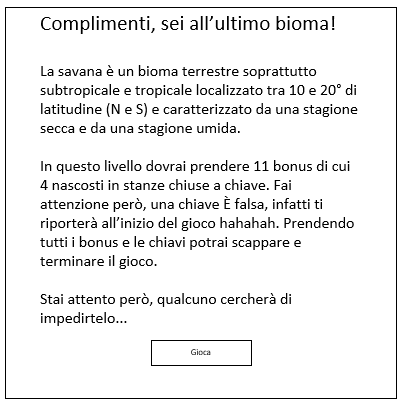 Complimenti, sei all’ultimo bioma!
La savana è un bioma terrestre soprattutto
subtropicale e tropicale localizzato tra 10 e 20° di
latitudine (N e S) e caratterizzato da una stagione
secca e da una stagione umida.
In questo livello dovrai prendere 11 bonus di cui
4 nascosti in stanze chiuse a chiave. Fai
attenzione però, una chiave È falsa, infatti ti
riporterà all’inizio del gioco hahahah. Prendendo
tutti i bonus e le chiavi potrai scappare e
terminare il gioco.
Stai attento però, qualcuno cercherà di
impedirtelo...
Gioca